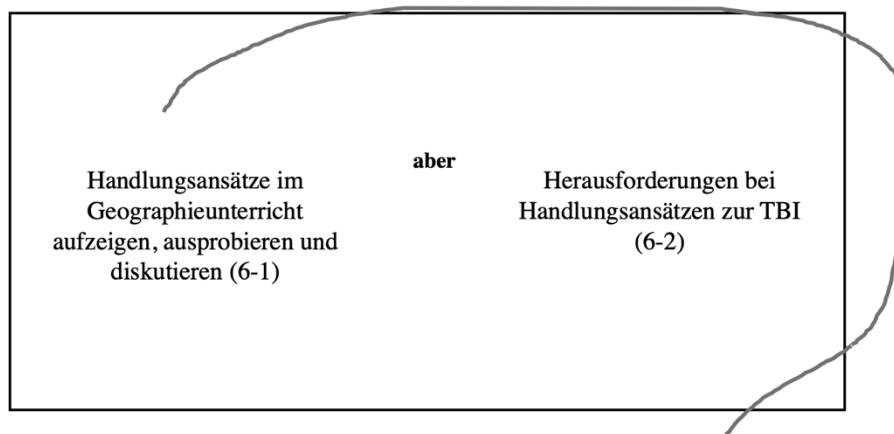 Handlungsansätze im
Geographieunterricht
aufzeigen, ausprobieren und
diskutieren (6-1)
aber
Herausforderungen bei
Handlungsansätzen zur TBI
(6-2)